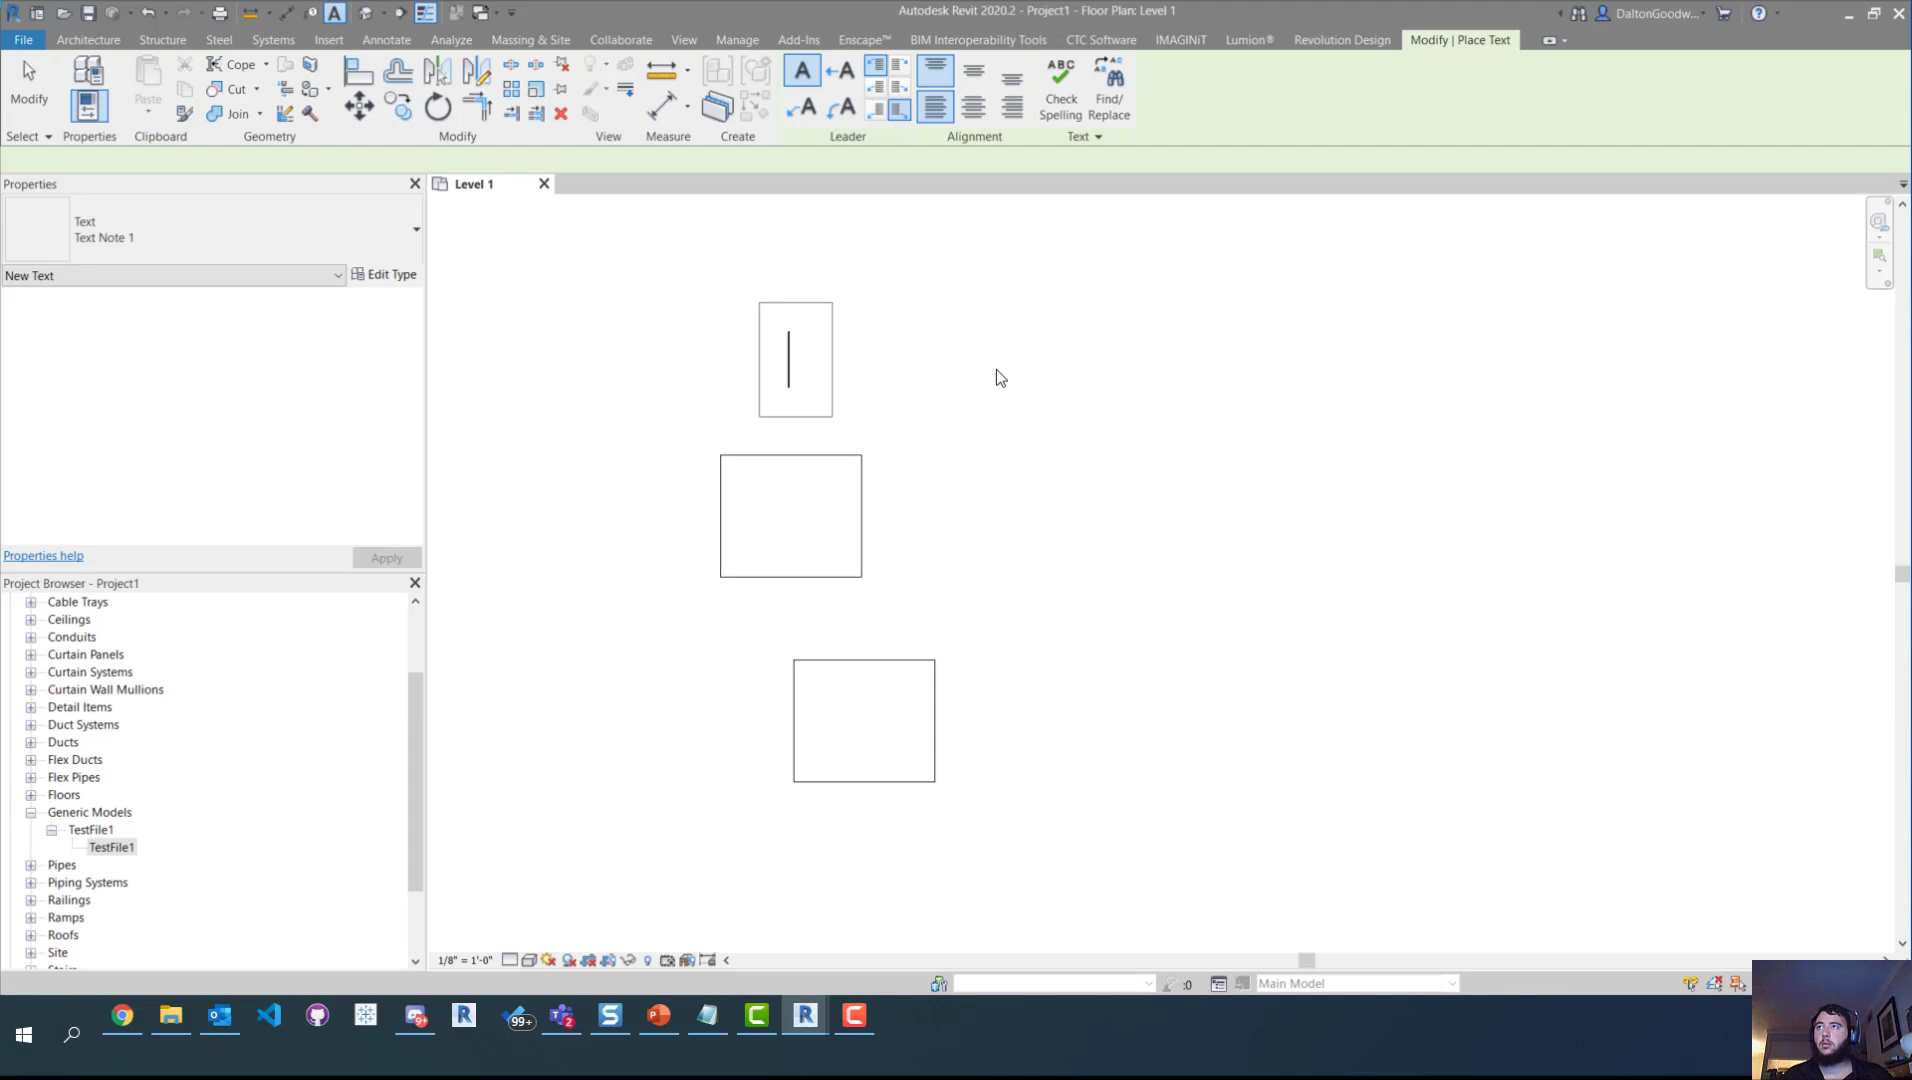 Autodesk Revit 2020.2 - Project1 - Floor Plan: Level 1
DaltonGoodw...
File Architecture Structure Steel Systems Insert Annotate Analyze Massing & Site Collaborate View Manage Add-Ins Enscape™ BIM Interoperability Tools CTC Software IMAGINiT Lumion® Revolution Design Modify | Place Text
Modify
Paste
Cope
Cut
Join
Check Spelling
Find/ Replace
Select Properties Clipboard Geometry Modify View Measure Create Leader Alignment Text
Properties
Level 1
Text
Text Note 1
New Text
Edit Type
Properties help
Apply
Project Browser - Project1
Cable Trays
Ceilings
Conduits
Curtain Panels
Curtain Systems
Curtain Wall Mullions
Detail Items
Duct Systems
Ducts
Flex Ducts
Flex Pipes
Floors
Generic Models
TestFile1
TestFile1
Pipes
Piping Systems
Railings
Ramps
Roofs
Site
1/8" = 1'-0"
:0
Main Model
99+